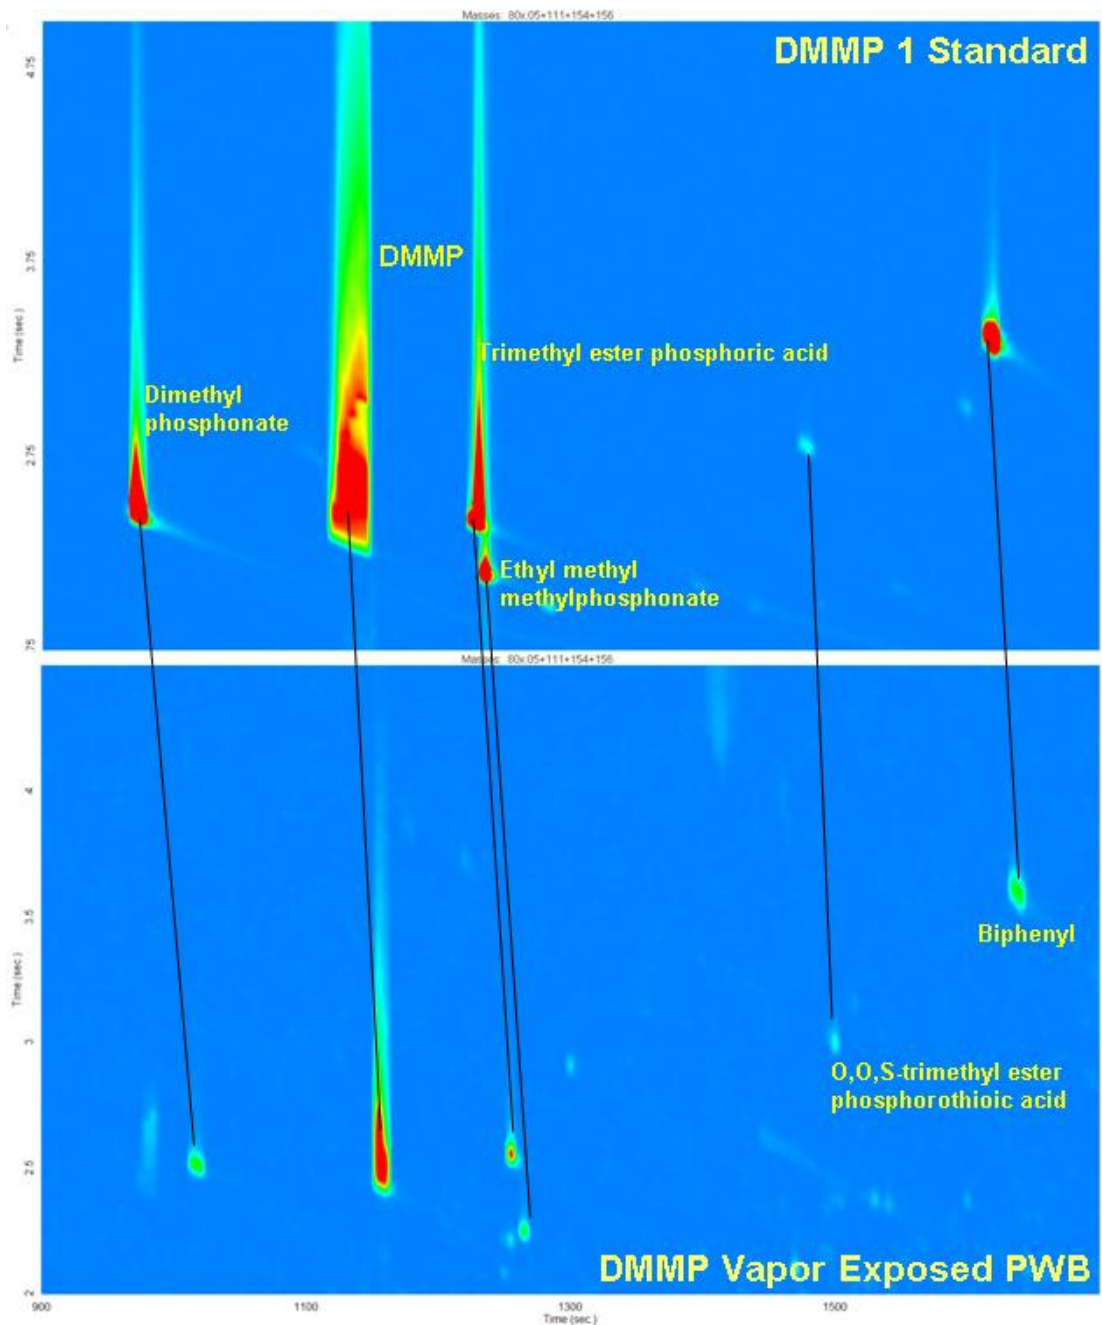 Masses: 80x.05+111+154+156
DMMP 1 Standard
4.75
3.75
2.75
.75
Time (sec.)
DMMP
Trimethyl ester phosphoric acid
Dimethyl
phosphonate
Ethyl methyl
methylphosphonate
Masses: 80x.05+111+154+156
4
3.5
3
2.5
2
Time (sec.)
Biphenyl
O,O,S-trimethyl ester
phosphorothioic acid
DMMP Vapor Exposed PWB
900
1100
1300
1500
Time (sec.)